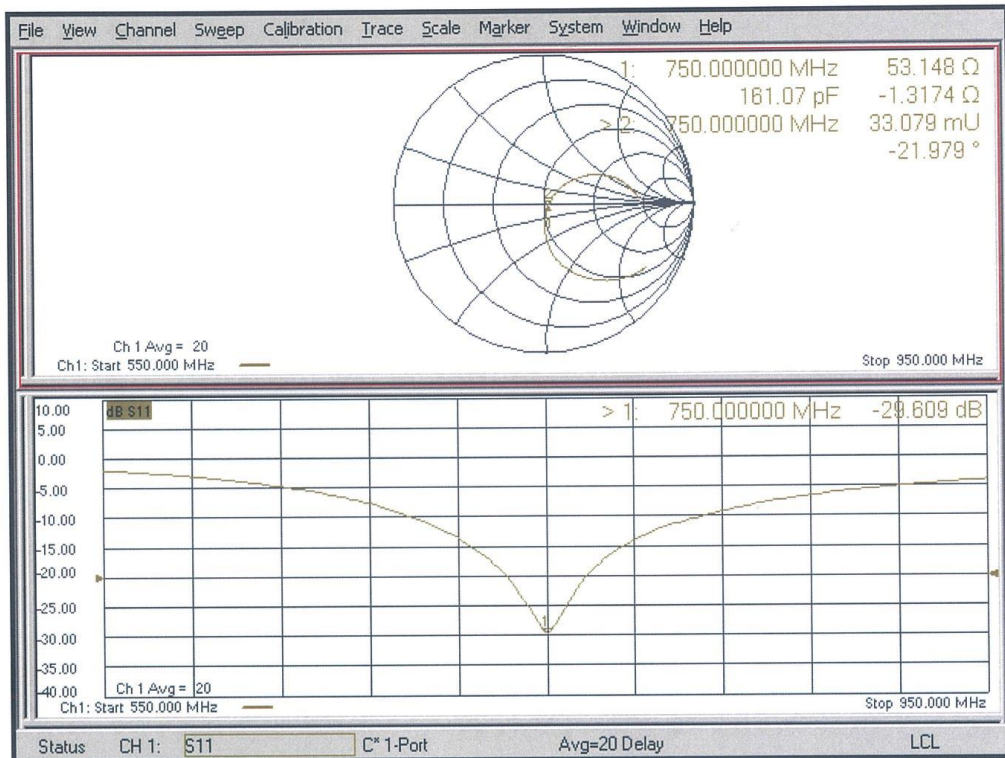 File View Channel Sweep Calibration Trace Scale Marker System Window Help
1: 750.000000 MHz 53.148 Ω
161.07 pF -1.3174 Ω
> 2: 750.000000 MHz 33.079 mU
-21.979 °
Ch 1 Avg = 20
Ch1: Start 550.000 MHz
Stop 950.000 MHz
10.00
dB S11
> 1: 750.000000 MHz -29.609 dB
5.00
0.00
-5.00
-10.00
-15.00
-20.00
-25.00
1
-30.00
-35.00
-40.00
Ch 1 Avg = 20
Ch1: Start 550.000 MHz
Stop 950.000 MHz
Status CH 1: S11 C* 1-Port Avg=20 Delay LCL